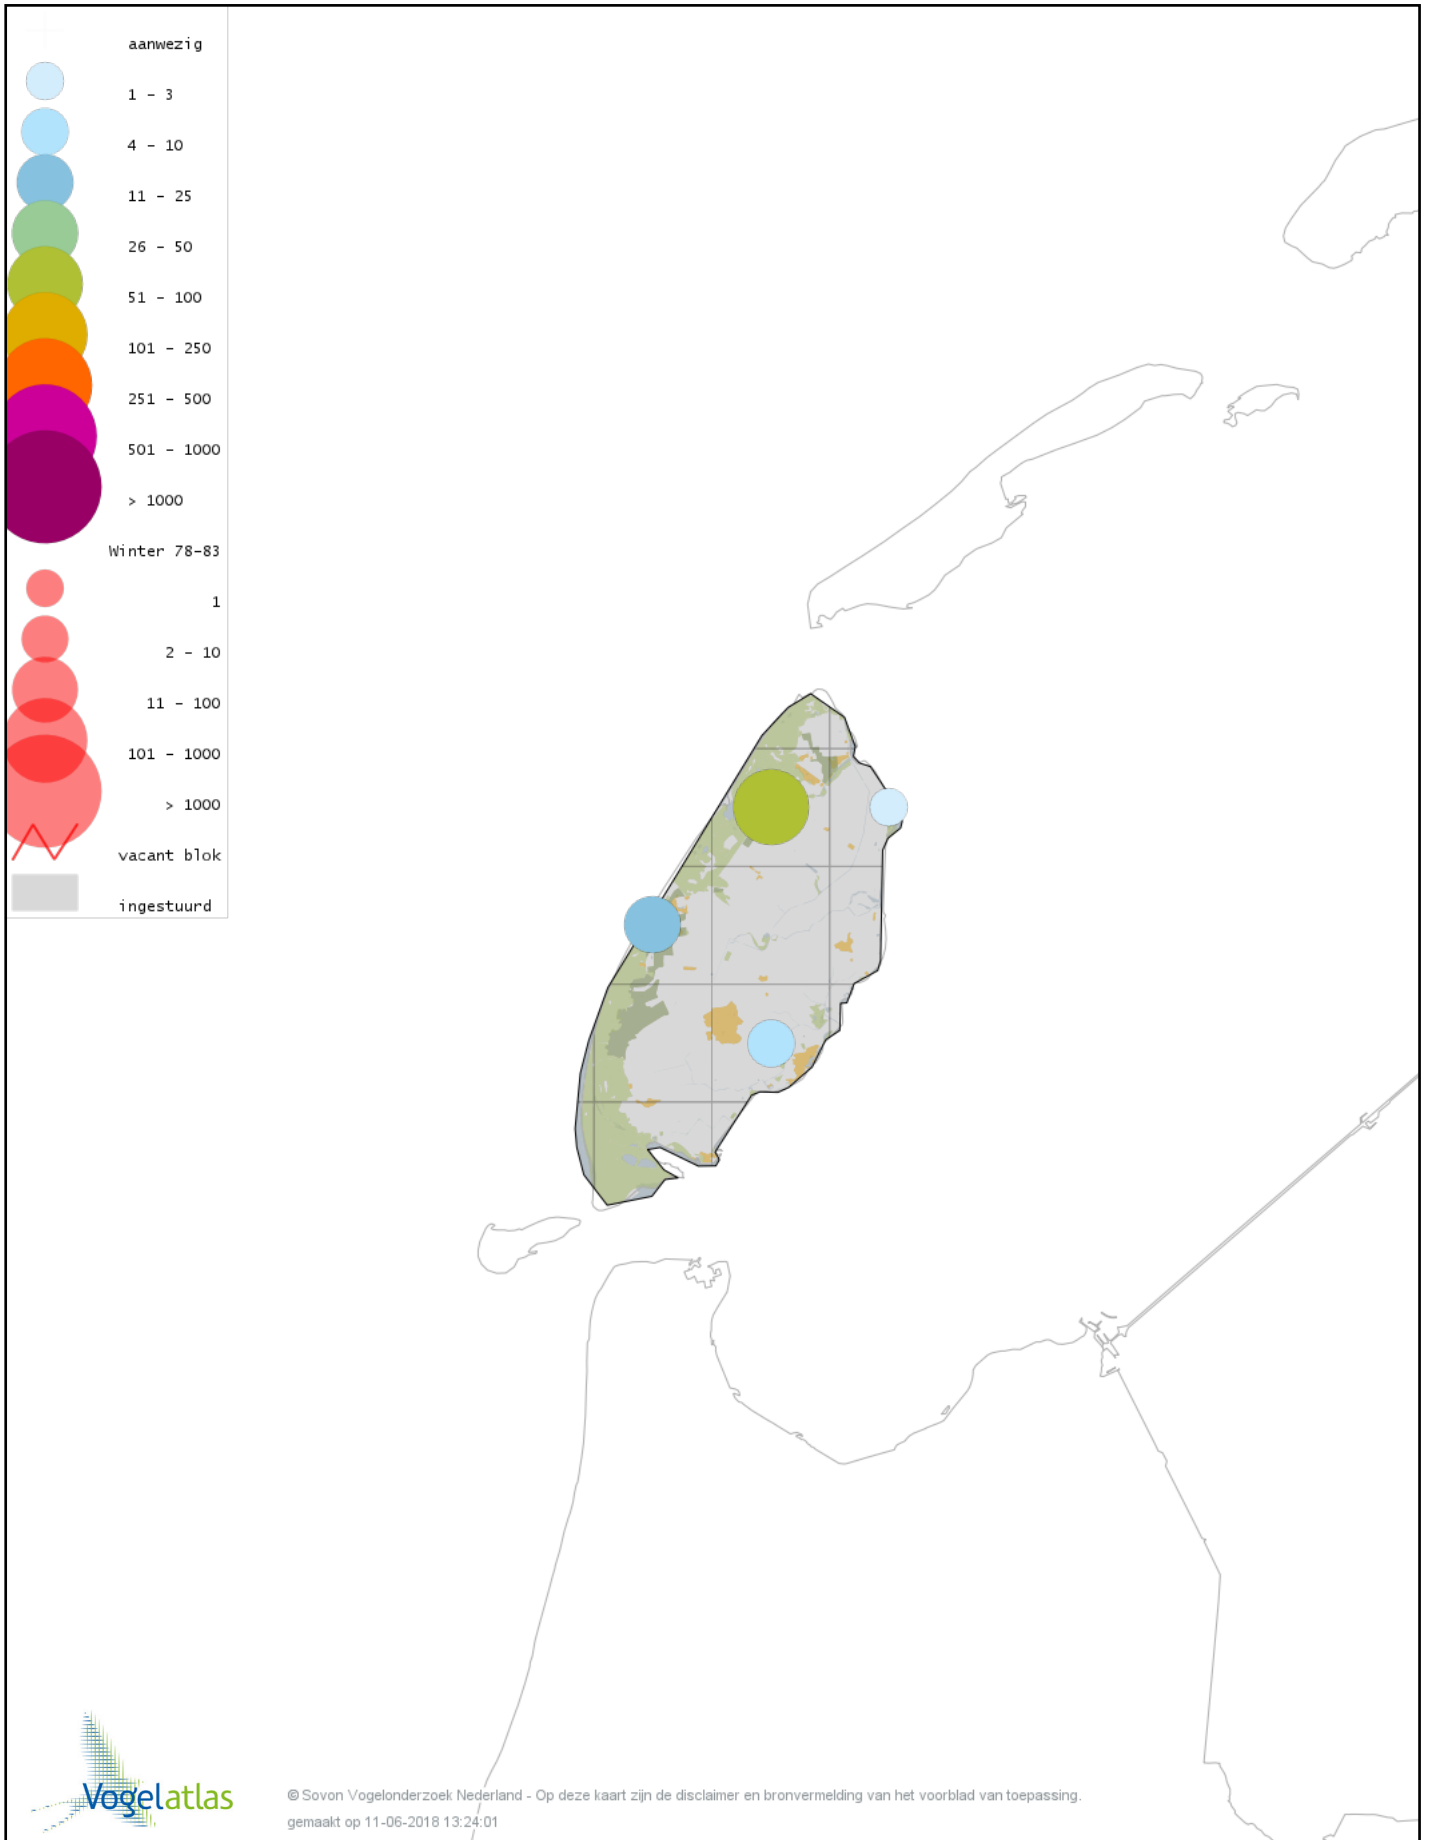 aanwezig
1 - 3
4 - 10
11 - 25
26 - 50
51 - 100
101 - 250
251 - 500
501 - 1000
> 1000
Winter 78-83
1
2 - 10
11 - 100
101 - 1000
> 1000
vacant blok
ingestuurd
Vogelatlas
© Sovon Vogelonderzoek Nederland - Op deze kaart zijn de disclaimer en bronvermelding van het voorblad van toepassing.
gemaakt op 11-06-2018 13:24:01